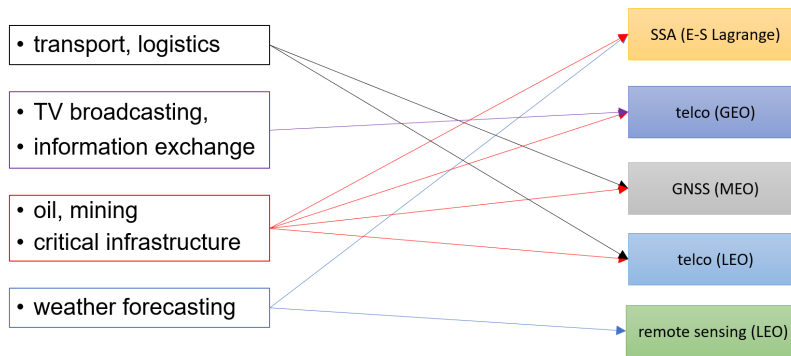 • transport, logistics
• TV broadcasting,
• information exchange
• oil, mining
• critical infrastructure
• weather forecasting
SSA (E-S Lagrange)
telco (GEO)
GNSS (MEO)
telco (LEO)
remote sensing (LEO)